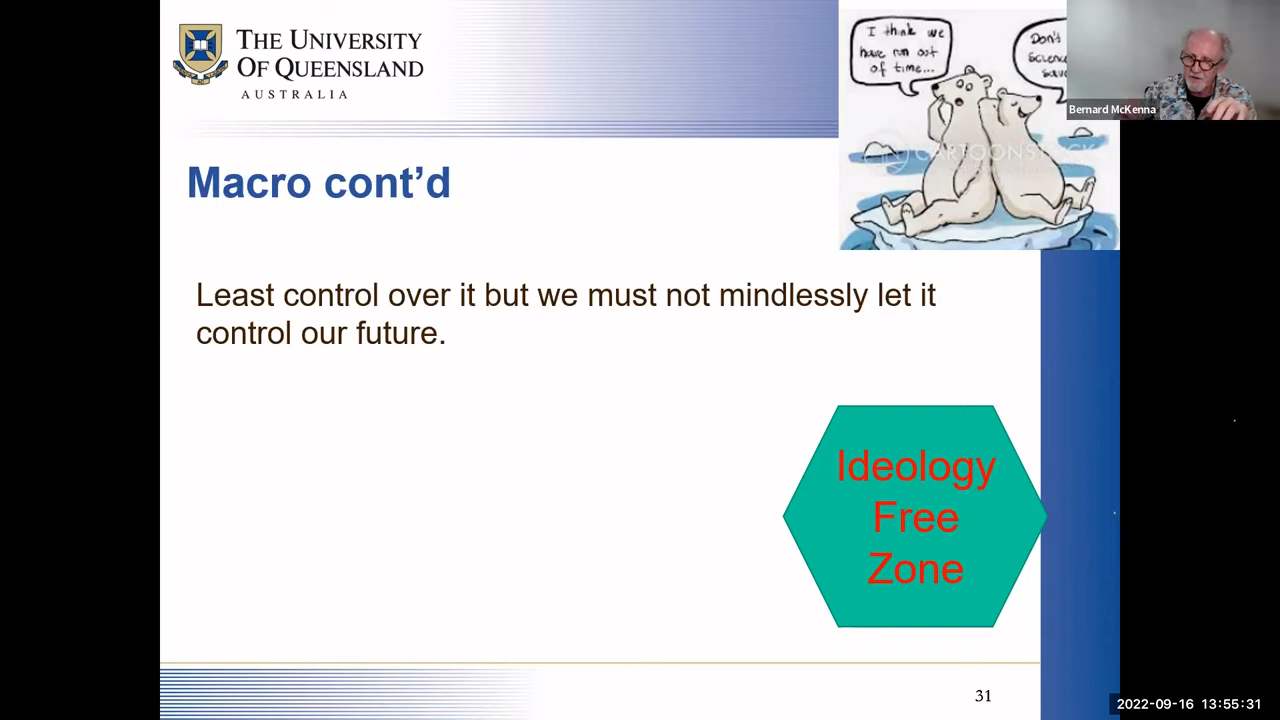 THE UNIVERSITY
OF QUEENSLAND
AUSTRALIA
I think we
have run out
of time...
Don't
Bernard McKenna
CARTOONSTOCK
Macro cont'd
Least control over it but we must not mindlessly let it
control our future.
Ideology
Free
Zone
31
2022-09-16 13:55:31